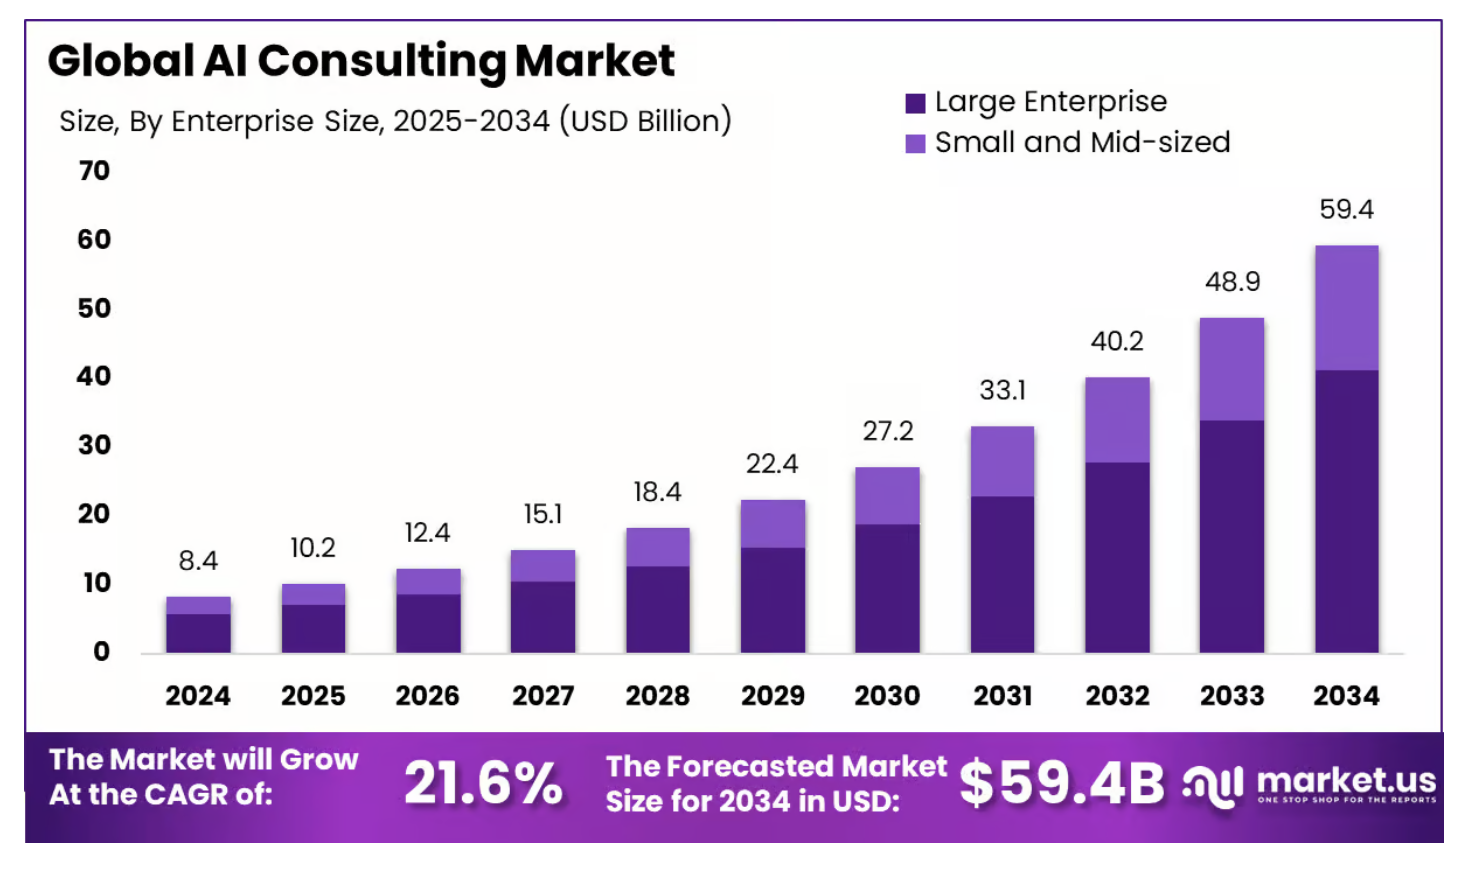 Global AI Consulting Market
Size, By Enterprise Size, 2025-2034 (USD Billion)
Large Enterprise
Small and Mid-sized
70
60
50
40
30
20
10
0
8.4
10.2
12.4
15.1
18.4
22.4
27.2
33.1
40.2
48.9
59.4
2024
2025
2026
2027
2028
2029
2030
2031
2032
2033
2034
The Market will Grow
At the CAGR of:
21.6%
The Forecasted Market
Size for 2034 in USD:
$59.4B
market.us
ONE STOP SHOP FOR THE REPORTS